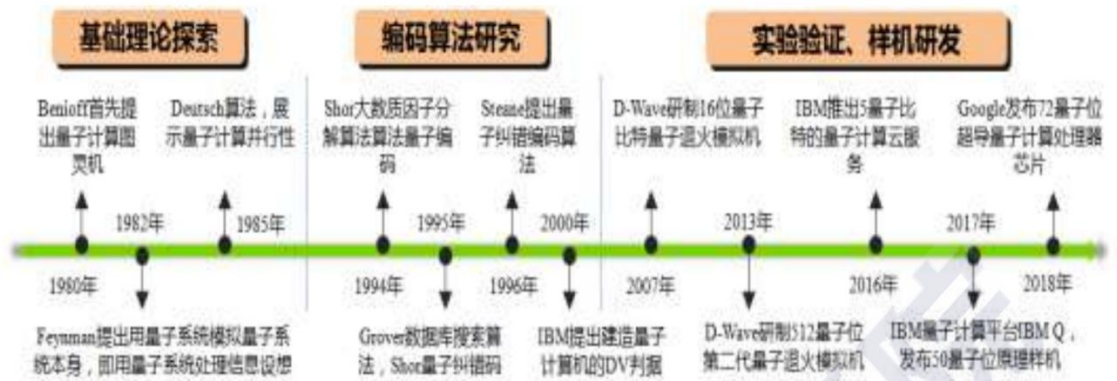 基础理论探索
编码算法研究
实验验证、样机研发
Benioff首先提
出量子计算图
灵机
Deutsch算法，展
示量子计算并行性
Shor大数质因子分
解算法算法量子编
码
Steane提出量
子纠错编码算
法
D-Wave研制16位量子
比特量子退火模拟机
IBM推出5量子比
特的量子计算云服
务
Google发布72量子位
超导量子计算处理器
芯片
1982年
1985年
1995年
2000年
2013年
2017年
1980年
1994年
1996年
2007年
2016年
2018年
Feynman提出用量子系统模拟量子系
统本身，即用量子系统处理信息设想
Grover数据库搜索算
法，Shor量子纠错码
IBM提出建造量子
计算机的DV判据
D-Wave研制512量子位
第二代量子退火模拟机
IBM量子计算平台IBM Q，
发布50量子位原理样机